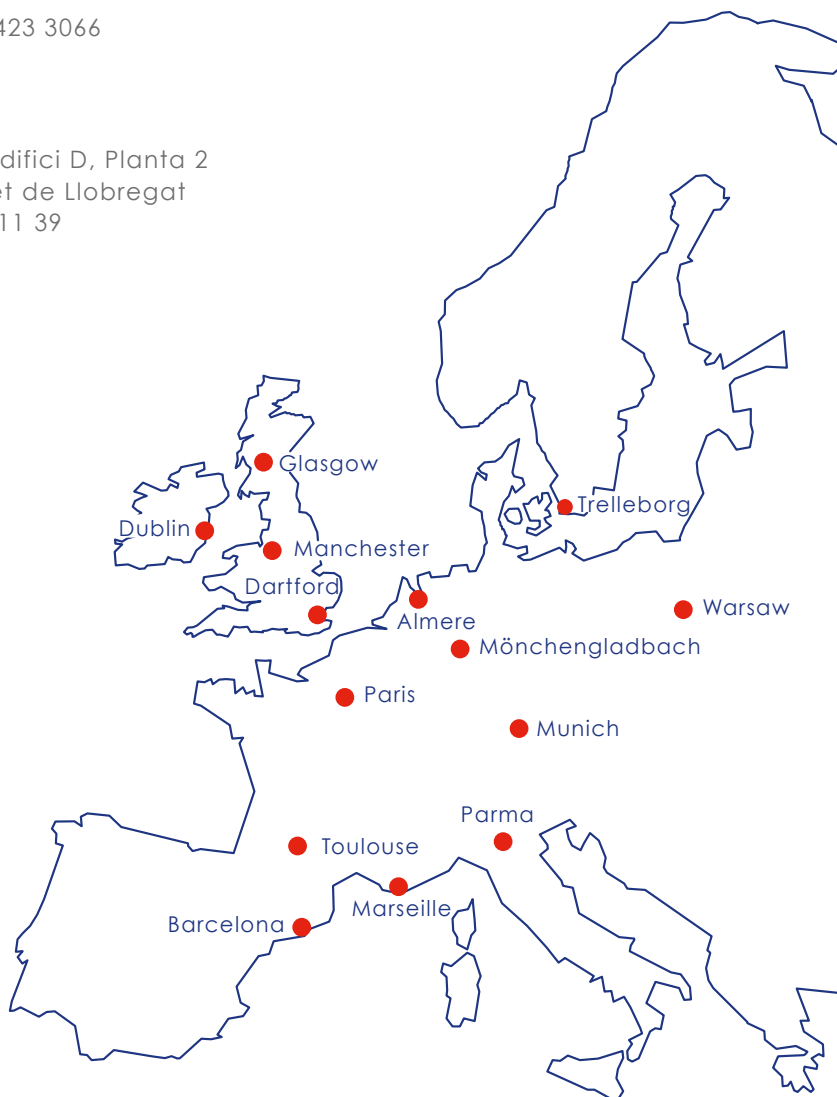 423 3066
difici D, Planta 2
et de Llobregat
11 39
Glasgow
Trelleborg
Dublin
Manchester
Dartford
Almere
Warsaw
Mönchengladbach
Paris
Munich
Parma
Toulouse
Marseille
Barcelona